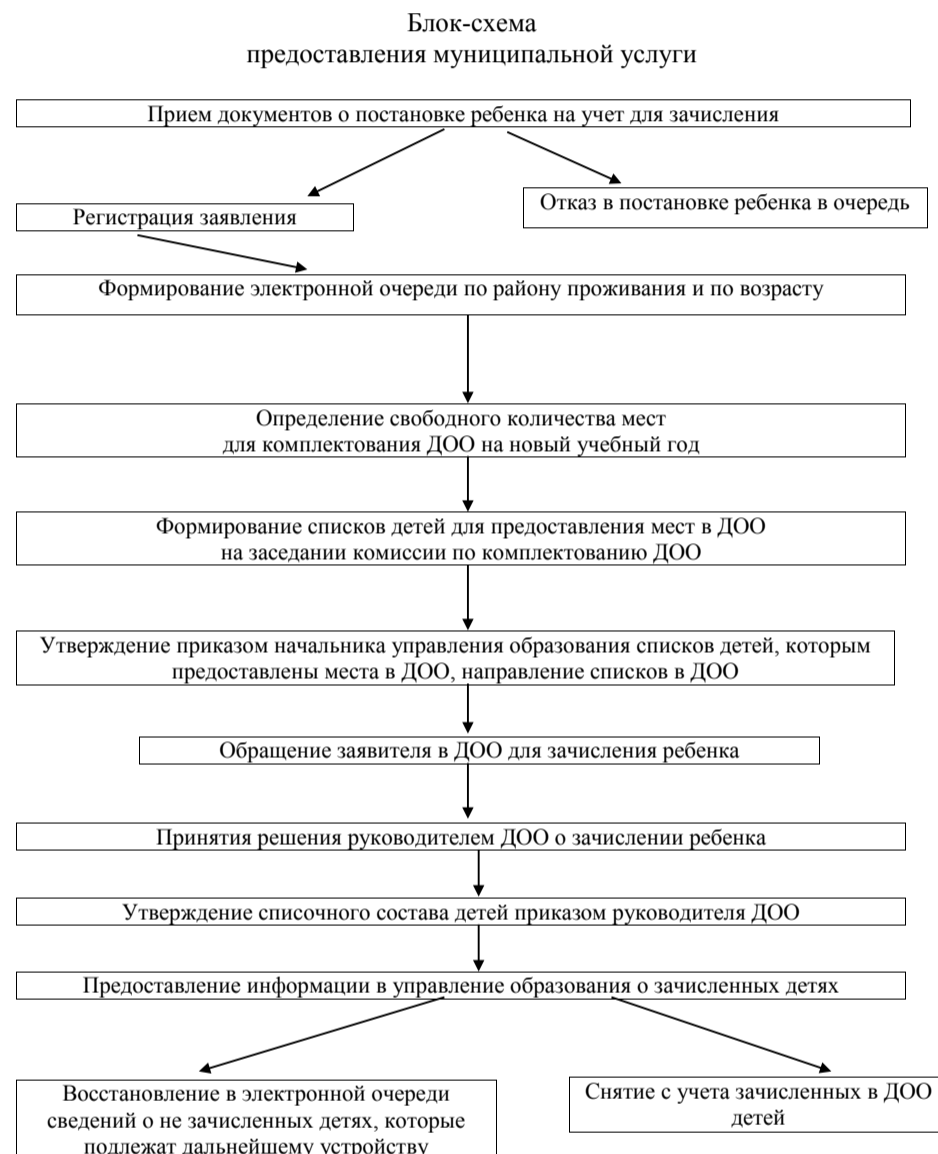 Блок-схема
предоставления муниципальной услуги
Прием документов о постановке ребенка на учет для зачисления
Регистрация заявления
Отказ в постановке ребенка в очередь
Формирование электронной очереди по району проживания и по возрасту
Определение свободного количества мест
для комплектования ДОО на новый учебный год
Формирование списков детей для предоставления мест в ДОО
на заседании комиссии по комплектованию ДОО
Утверждение приказом начальника управления образования списков детей, которым
предоставлены места в ДОО, направление списков в ДОО
Обращение заявителя в ДОО для зачисления ребенка
Принятия решения руководителем ДОО о зачислении ребенка
Утверждение списочного состава детей приказом руководителя ДОО
Предоставление информации в управление образования о зачисленных детях
Восстановление в электронной очереди
сведений о не зачисленных детях, которые
подлежат дальнейшему устройству
Снятие с учета зачисленных в ДОО
детей